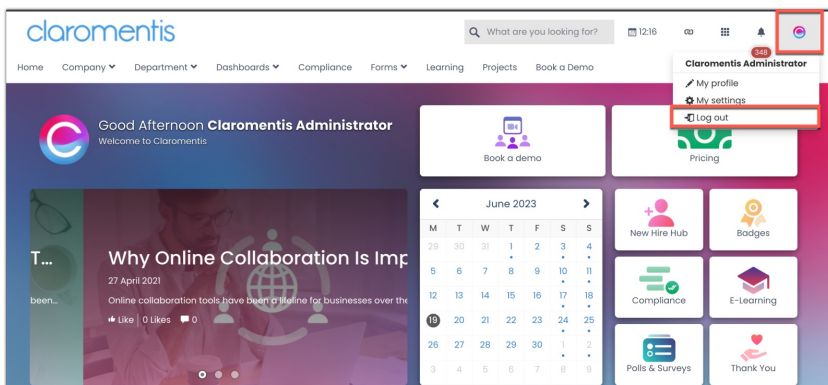 claromentis
What are you looking for?
12:16
348
Home Company Department Dashboards Compliance Forms Learning Projects Book a Demo
Claromentis Administrator
My profile
My settings
Log out
Good Afternoon Claromentis Administrator
Welcome to Claromentis
Book a demo
Pricing
T...
been...
Why Online Collaboration Is Imp
27 April 2021
Online collaboration tools have been a lifeline for businesses over the
Like 0 Likes 0
June 2023
M T W T F S S
29 30 31 1 2 3 4
5 6 7 8 9 10 11
12 13 14 15 16 17 18
19 20 21 22 23 24 25
26 27 28 29 30 1 2
3 4 5 6 7 8 9
New Hire Hub
Badges
Compliance
E-Learning
Polls & Surveys
Thank You